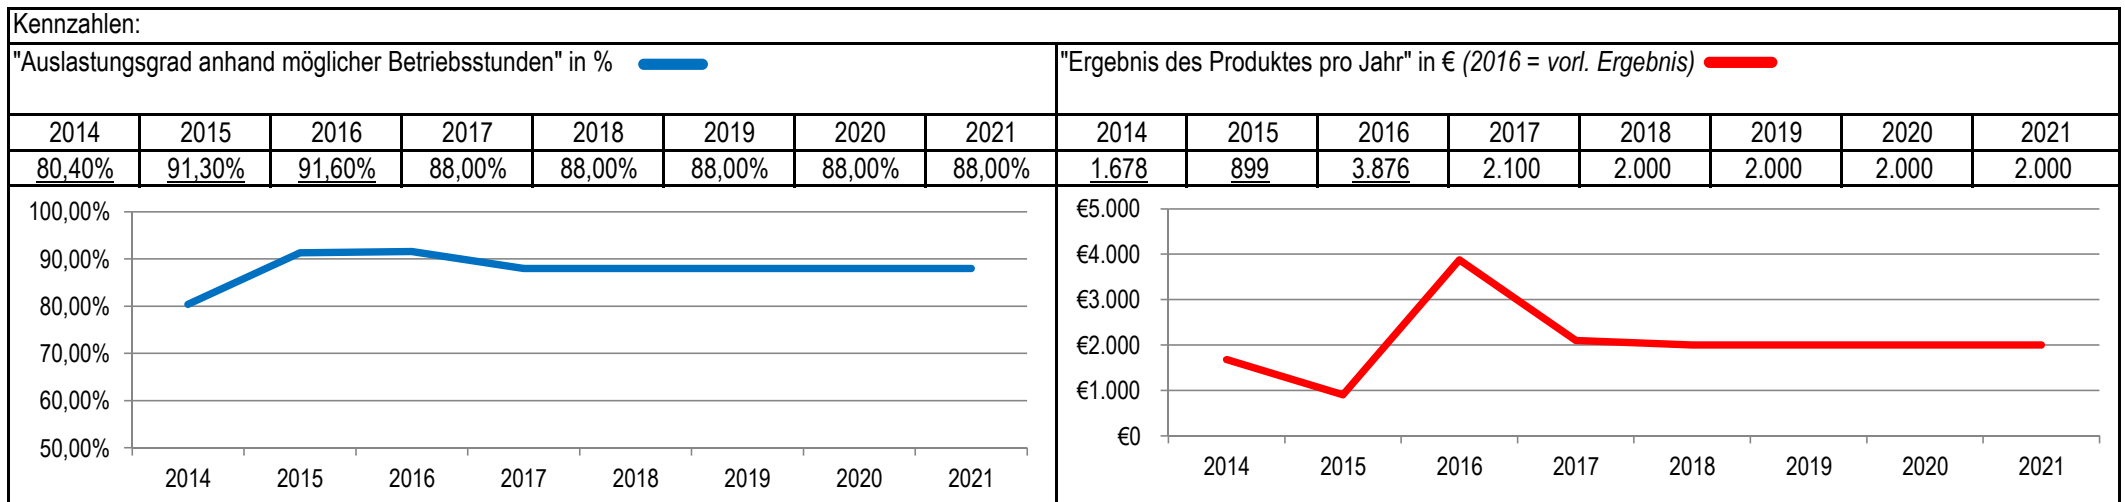 Kennzahlen:
"Auslastungsgrad anhand möglicher Betriebsstunden" in %
"Ergebnis des Produktes pro Jahr" in € (2016 = vorl. Ergebnis)
2014 2015 2016 2017 2018 2019 2020 2021 2014 2015 2016 2017 2018 2019 2020 2021
80,40% 91,30% 91,60% 88,00% 88,00% 88,00% 88,00% 88,00% 1.678 899 3.876 2.100 2.000 2.000 2.000 2.000
100,00%
90,00%
80,00%
70,00%
60,00%
50,00%
2014 2015 2016 2017 2018 2019 2020 2021
€5.000
€4.000
€3.000
€2.000
€1.000
€0
2014 2015 2016 2017 2018 2019 2020 2021